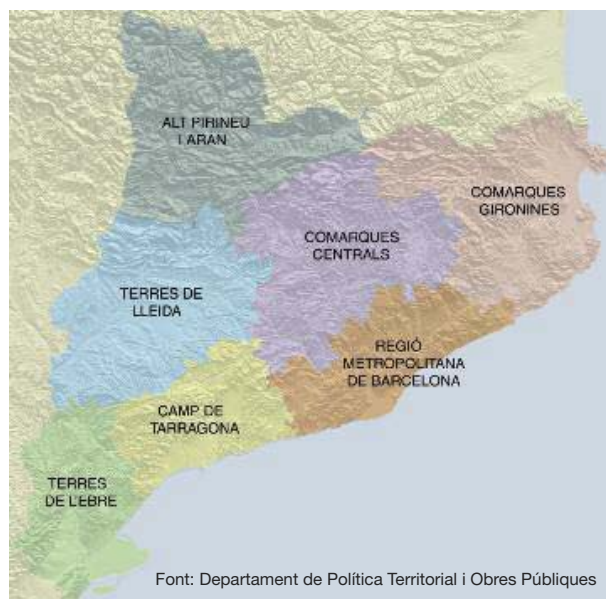 ALT PIRINEU
I ARAN
COMARQUES
GIRONINES
COMARQUES
CENTRALS
TERRES DE
LLEIDA
REGIÓ
METROPOLITANA
DE BARCELONA
CAMP DE
TARRAGONA
TERRES
DE L'EBRE
Font: Departament de Política Territorial i Obres Públiques